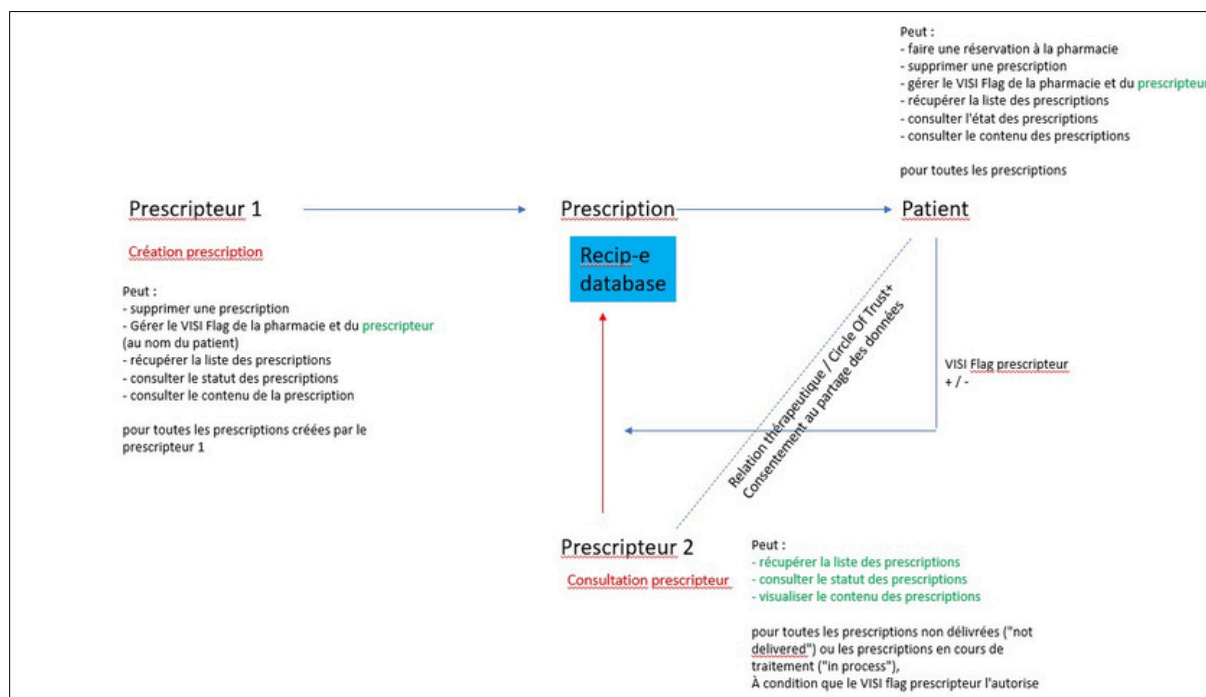 Peut :
- faire une réservation à la pharmacie
- supprimer une prescription
- gérer le VISI Flag de la pharmacie et du prescripteur
- récupérer la liste des prescriptions
- consulter l'état des prescriptions
- consulter le contenu des prescriptions
pour toutes les prescriptions
Prescripteur 1
Prescription
Patient
Création prescription
Recip-e
database
Peut :
- supprimer une prescription
- Gérer le VISI Flag de la pharmacie et du prescripteur
(au nom du patient)
- récupérer la liste des prescriptions
- consulter le statut des prescriptions
- consulter le contenu de la prescription
pour toutes les prescriptions créées par le
prescripteur 1
Relation thérapeutique / Circle Of Trust+
Consentement au partage des données
VISI Flag prescripteur
+ / -
Prescripteur 2
Consultation prescripteur
Peut :
- récupérer la liste des prescriptions
- consulter le statut des prescriptions
- visualiser le contenu des prescriptions
pour toutes les prescriptions non délivrées ("not
delivered") ou les prescriptions en cours de
traitement ("in process"),
À condition que le VISI flag prescripteur l'autorise